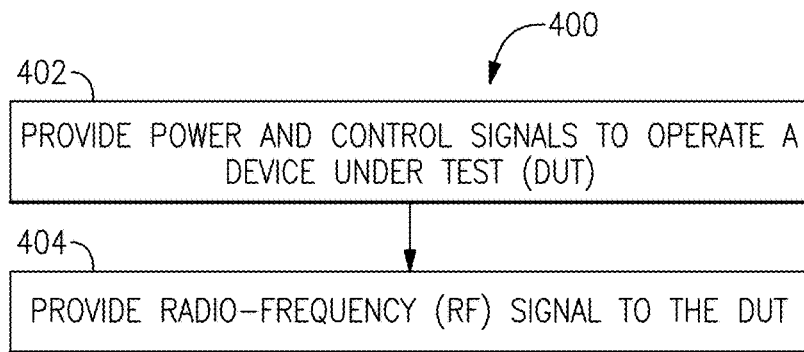 400
402
PROVIDE POWER AND CONTROL SIGNALS TO OPERATE A
DEVICE UNDER TEST (DUT)
404
PROVIDE RADIO-FREQUENCY (RF) SIGNAL TO THE DUT